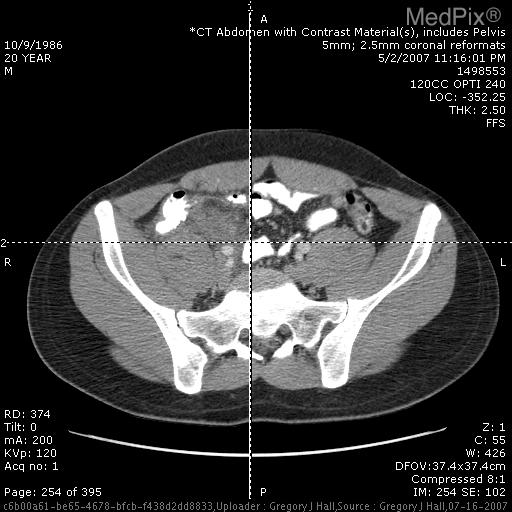 MedPix®
A
*CT Abdomen with Contrast Material(s), includes Pelvis
10/9/1986
5mm; 2.5mm coronal reformats
20 YEAR
5/2/2007 11:16:01 PM
M
1498553
120CC OPTI 240
LOC: -352.25
THK: 2.50
FFS
2
R
L
RD: 374
Tilt: 0
mA: 200
KVp: 120
Acq no: 1
Z: 1
C: 55
W: 426
DFOV:37.4x37.4cm
Compressed 8:1
Page: 254 of 395
P
IM: 254 SE: 102
c6b00a61-be65-4678-bfcb-f438d2dd8833,Uploader : Gregory J Hall,Source : Gregory J Hall,07-16-2007